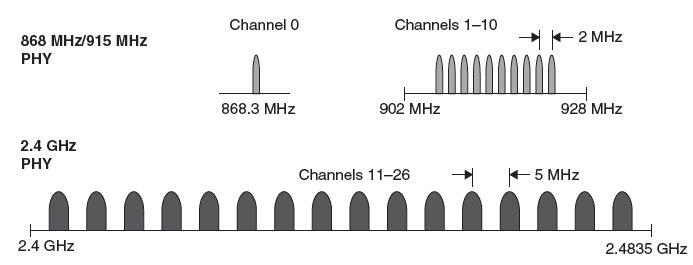 868 MHz/915 MHz
PHY
Channel 0
868.3 MHz
Channels 1–10
2 MHz
902 MHz
928 MHz
2.4 GHz
PHY
Channels 11–26
5 MHz
2.4 GHz
2.4835 GHz